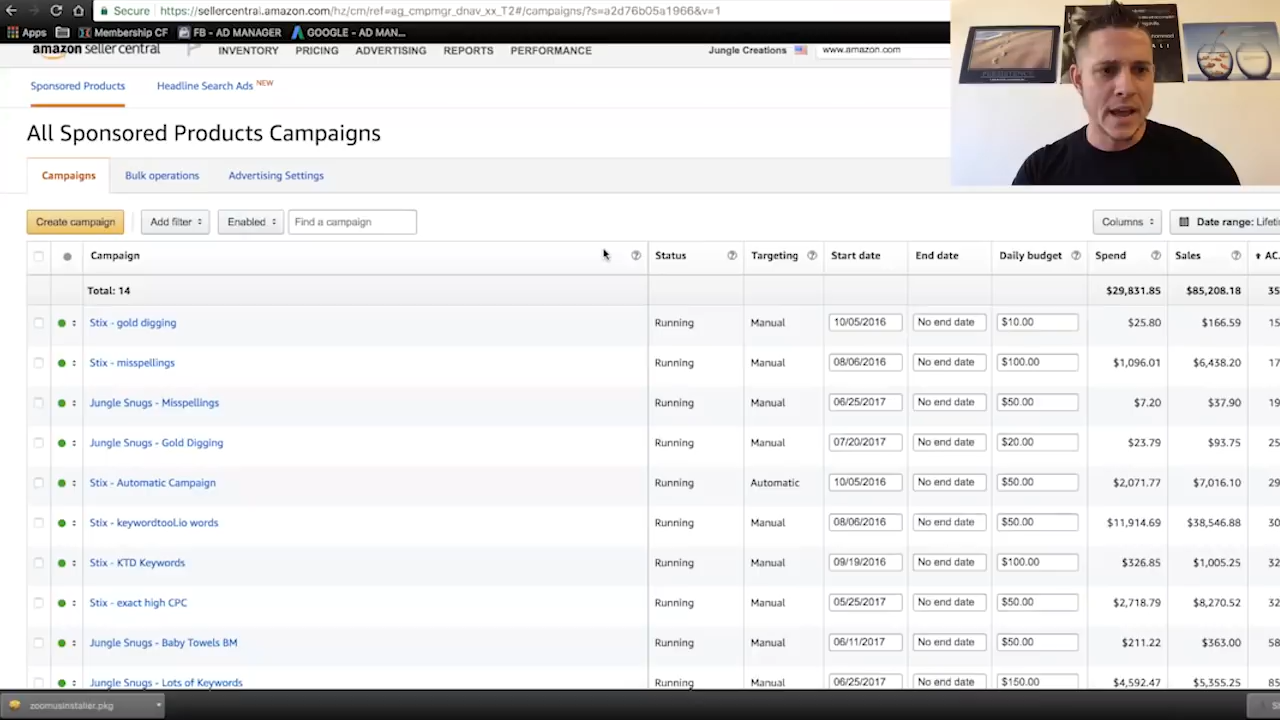 Secure https://sellercentral.amazon.com/hz/cm/ref=ag_cmpmgr_dnav_xx_T2#/campaigns/?s=a2d76b05a1966&v=1
Apps Membership CF FB - AD MANAGER GOOGLE - AD MAN...
amazon seller central INVENTORY PRICING ADVERTISING REPORTS PERFORMANCE Jungle Creations www.amazon.com
Sponsored Products Headline Search Ads NEW
All Sponsored Products Campaigns
Campaigns Bulk operations Advertising Settings
Create campaign Add filter Enabled Find a campaign Columns Date range: Lifeti
Campaign Status Targeting Start date End date Daily budget Spend Sales AC
Total: 14 $29,831.85 $85,208.18 35
Stix - gold digging Running Manual 10/05/2016 No end date $10.00 $25.80 $166.59 15
Stix - misspellings Running Manual 08/06/2016 No end date $100.00 $1,096.01 $6,438.20 17
Jungle Snugs - Misspellings Running Manual 06/25/2017 No end date $50.00 $7.20 $37.90 19
Jungle Snugs - Gold Digging Running Manual 07/20/2017 No end date $20.00 $23.79 $93.75 25
Stix - Automatic Campaign Running Automatic 10/05/2016 No end date $50.00 $2,071.77 $7,016.10 29
Stix - keywordtool.io words Running Manual 08/06/2016 No end date $50.00 $11,914.69 $38,546.88 30
Stix - KTD Keywords Running Manual 09/19/2016 No end date $100.00 $326.85 $1,005.25 32
Stix - exact high CPC Running Manual 05/25/2017 No end date $50.00 $2,718.79 $8,270.52 32
Jungle Snugs - Baby Towels BM Running Manual 06/11/2017 No end date $50.00 $211.22 $363.00 58
Jungle Snugs - Lots of Keywords Running Manual 06/25/2017 No end date $150.00 $4,592.47 $5,355.25 85
zoomusInstaller.pkg
PERSISTENCE